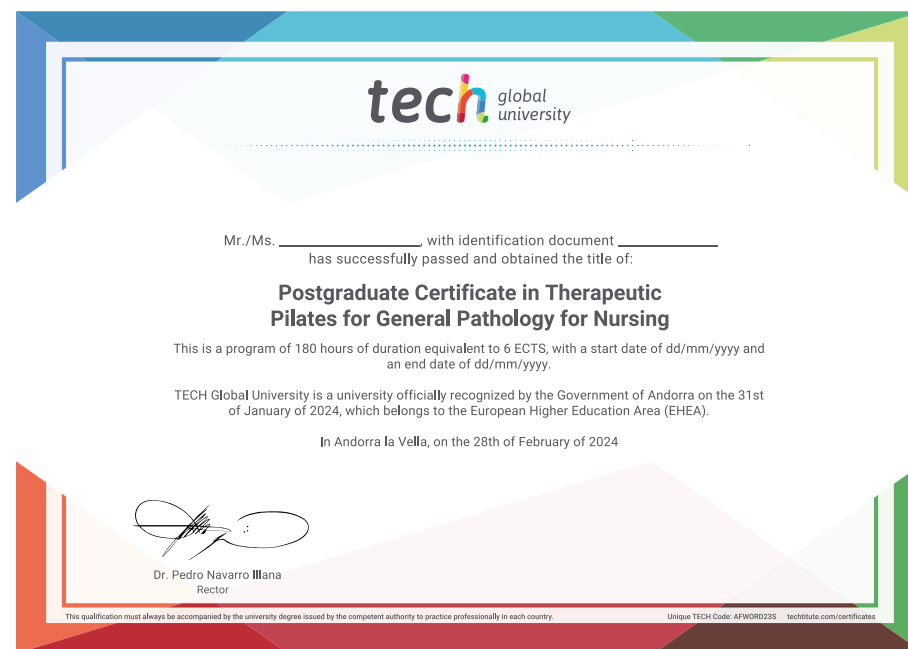 tech global university
Mr./Ms. ____________________, with identification document ______________
has successfully passed and obtained the title of:
Postgraduate Certificate in Therapeutic
Pilates for General Pathology for Nursing
This is a program of 180 hours of duration equivalent to 6 ECTS, with a start date of dd/mm/yyyy and
an end date of dd/mm/yyyy.
TECH Global University is a university officially recognized by the Government of Andorra on the 31st
of January of 2024, which belongs to the European Higher Education Area (EHEA).
In Andorra la Vella, on the 28th of February of 2024
Dr. Pedro Navarro Illana
Rector
This qualification must always be accompanied by the university degree issued by the competent authority to practice professionally in each country.
Unique TECH Code: AFWORD23S techtitute.com/certificates